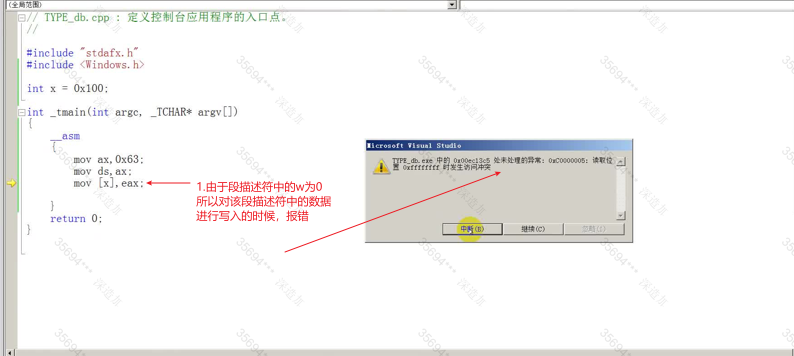 (全局范围)
// TYPE_db.cpp : 定义控制台应用程序的入口点。
//
#include "stdafx.h"
#include <Windows.h>
int x = 0x100;
int _tmain(int argc, _TCHAR* argv[])
{
__asm
{
mov ax,0x63;
mov ds,ax;
mov [x],eax;
}
return 0;
}
1.由于段描述符中的w为0
所以对该段描述符中的数据
进行写入的时候，报错
Microsoft Visual Studio
TYPE_db.exe 中的 0x00ec13c5 处未处理的异常: 0xC0000005: 读取位
置 0xffffffff 时发生访问冲突
中断(B)
继续(C)
忽略(I)